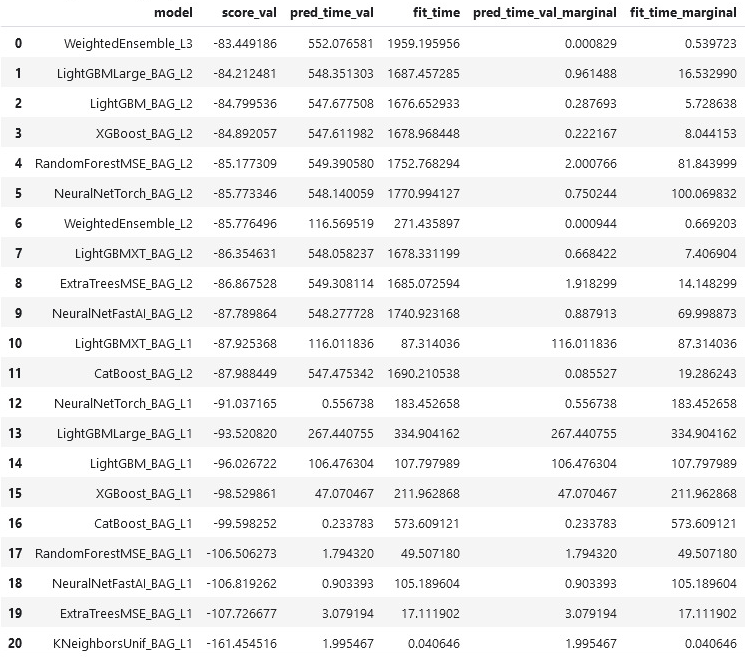 model score_val pred_time_val fit_time pred_time_val_marginal fit_time_marginal
0 WeightedEnsemble_L3 -83.449186 552.076581 1959.195956 0.000829 0.539723
1 LightGBMLarge_BAG_L2 -84.212481 548.351303 1687.457285 0.961488 16.532990
2 LightGBM_BAG_L2 -84.799536 547.677508 1676.652933 0.287693 5.728638
3 XGBoost_BAG_L2 -84.892057 547.611982 1678.968448 0.222167 8.044153
4 RandomForestMSE_BAG_L2 -85.177309 549.390580 1752.768294 2.000766 81.843999
5 NeuralNetTorch_BAG_L2 -85.773346 548.140059 1770.994127 0.750244 100.069832
6 WeightedEnsemble_L2 -85.776496 116.569519 271.435897 0.000944 0.669203
7 LightGBMXT_BAG_L2 -86.354631 548.058237 1678.331199 0.668422 7.406904
8 ExtraTreesMSE_BAG_L2 -86.867528 549.308114 1685.072594 1.918299 14.148299
9 NeuralNetFastAI_BAG_L2 -87.789864 548.277728 1740.923168 0.887913 69.998873
10 LightGBMXT_BAG_L1 -87.925368 116.011836 87.314036 116.011836 87.314036
11 CatBoost_BAG_L2 -87.988449 547.475342 1690.210538 0.085527 19.286243
12 NeuralNetTorch_BAG_L1 -91.037165 0.556738 183.452658 0.556738 183.452658
13 LightGBMLarge_BAG_L1 -93.520820 267.440755 334.904162 267.440755 334.904162
14 LightGBM_BAG_L1 -96.026722 106.476304 107.797989 106.476304 107.797989
15 XGBoost_BAG_L1 -98.529861 47.070467 211.962868 47.070467 211.962868
16 CatBoost_BAG_L1 -99.598252 0.233783 573.609121 0.233783 573.609121
17 RandomForestMSE_BAG_L1 -106.506273 1.794320 49.507180 1.794320 49.507180
18 NeuralNetFastAI_BAG_L1 -106.819262 0.903393 105.189604 0.903393 105.189604
19 ExtraTreesMSE_BAG_L1 -107.726677 3.079194 17.111902 3.079194 17.111902
20 KNeighborsUnif_BAG_L1 -161.454516 1.995467 0.040646 1.995467 0.040646